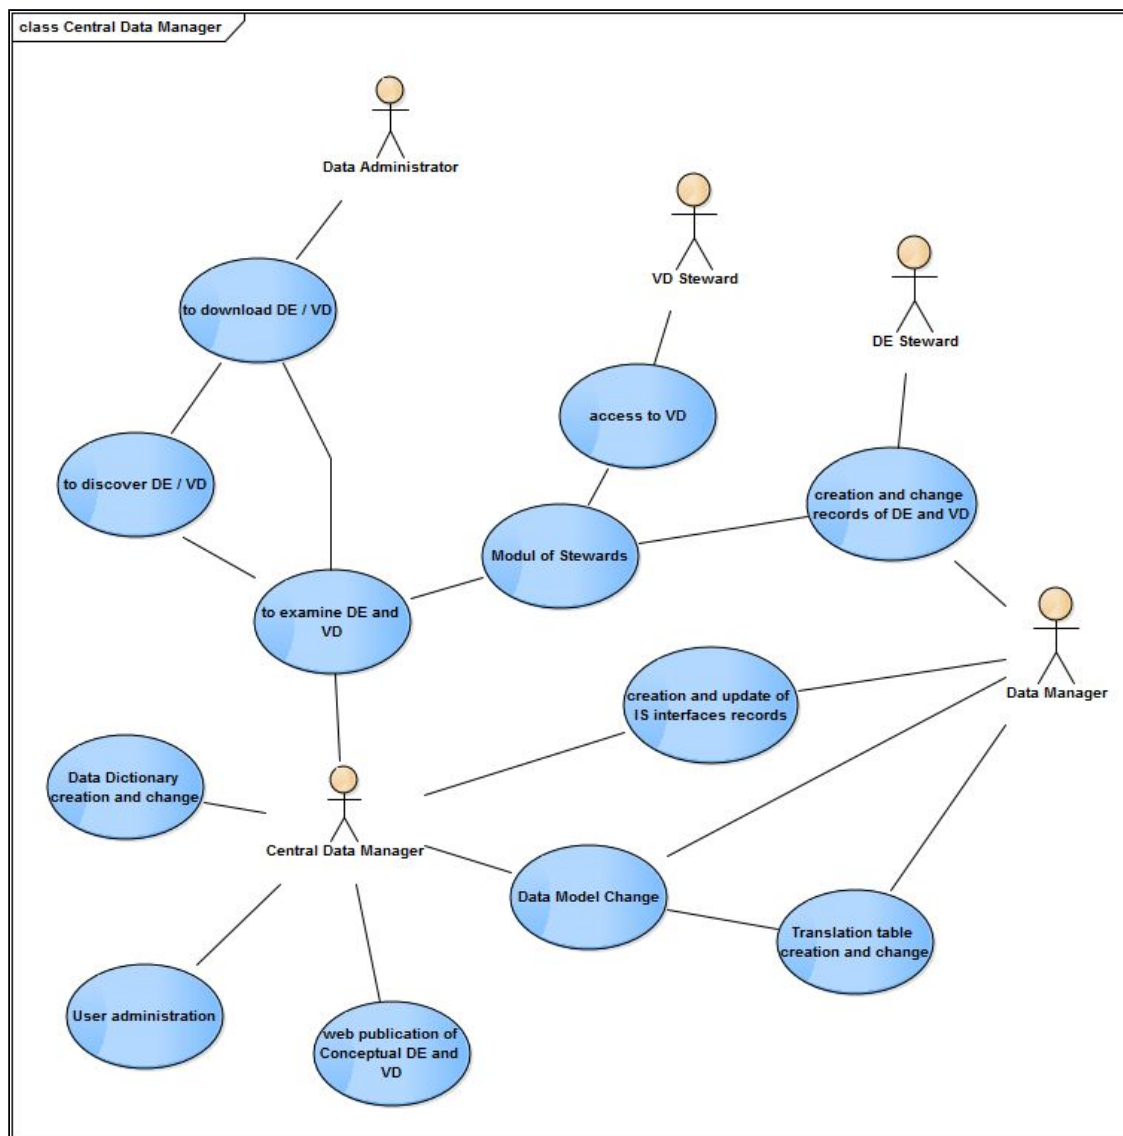 class Central Data Manager
Data Administrator
VD Steward
to download DE / VD
DE Steward
access to VD
to discover DE / VD
creation and change
records of DE and VD
Modul of Stewards
to examine DE and
VD
Data Manager
creation and update of
IS interfaces records
Data Dictionary
creation and change
Central Data Manager
Data Model Change
Translation table
creation and change
User administration
web publication of
Conceptual DE and
VD